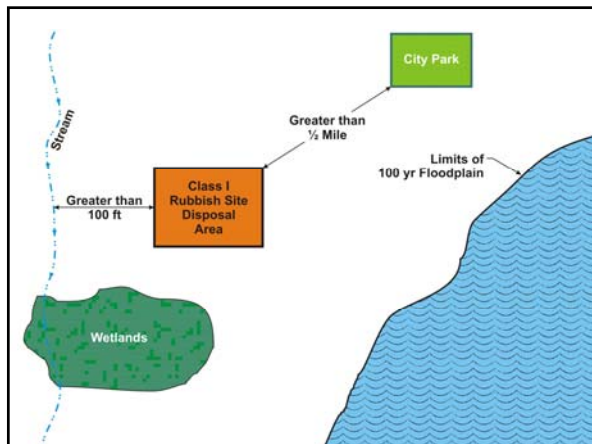 City Park
Greater than
½ Mile
Stream
Limits of
100 yr Floodplain
Greater than
100 ft
Class I
Rubbish Site
Disposal
Area
Wetlands